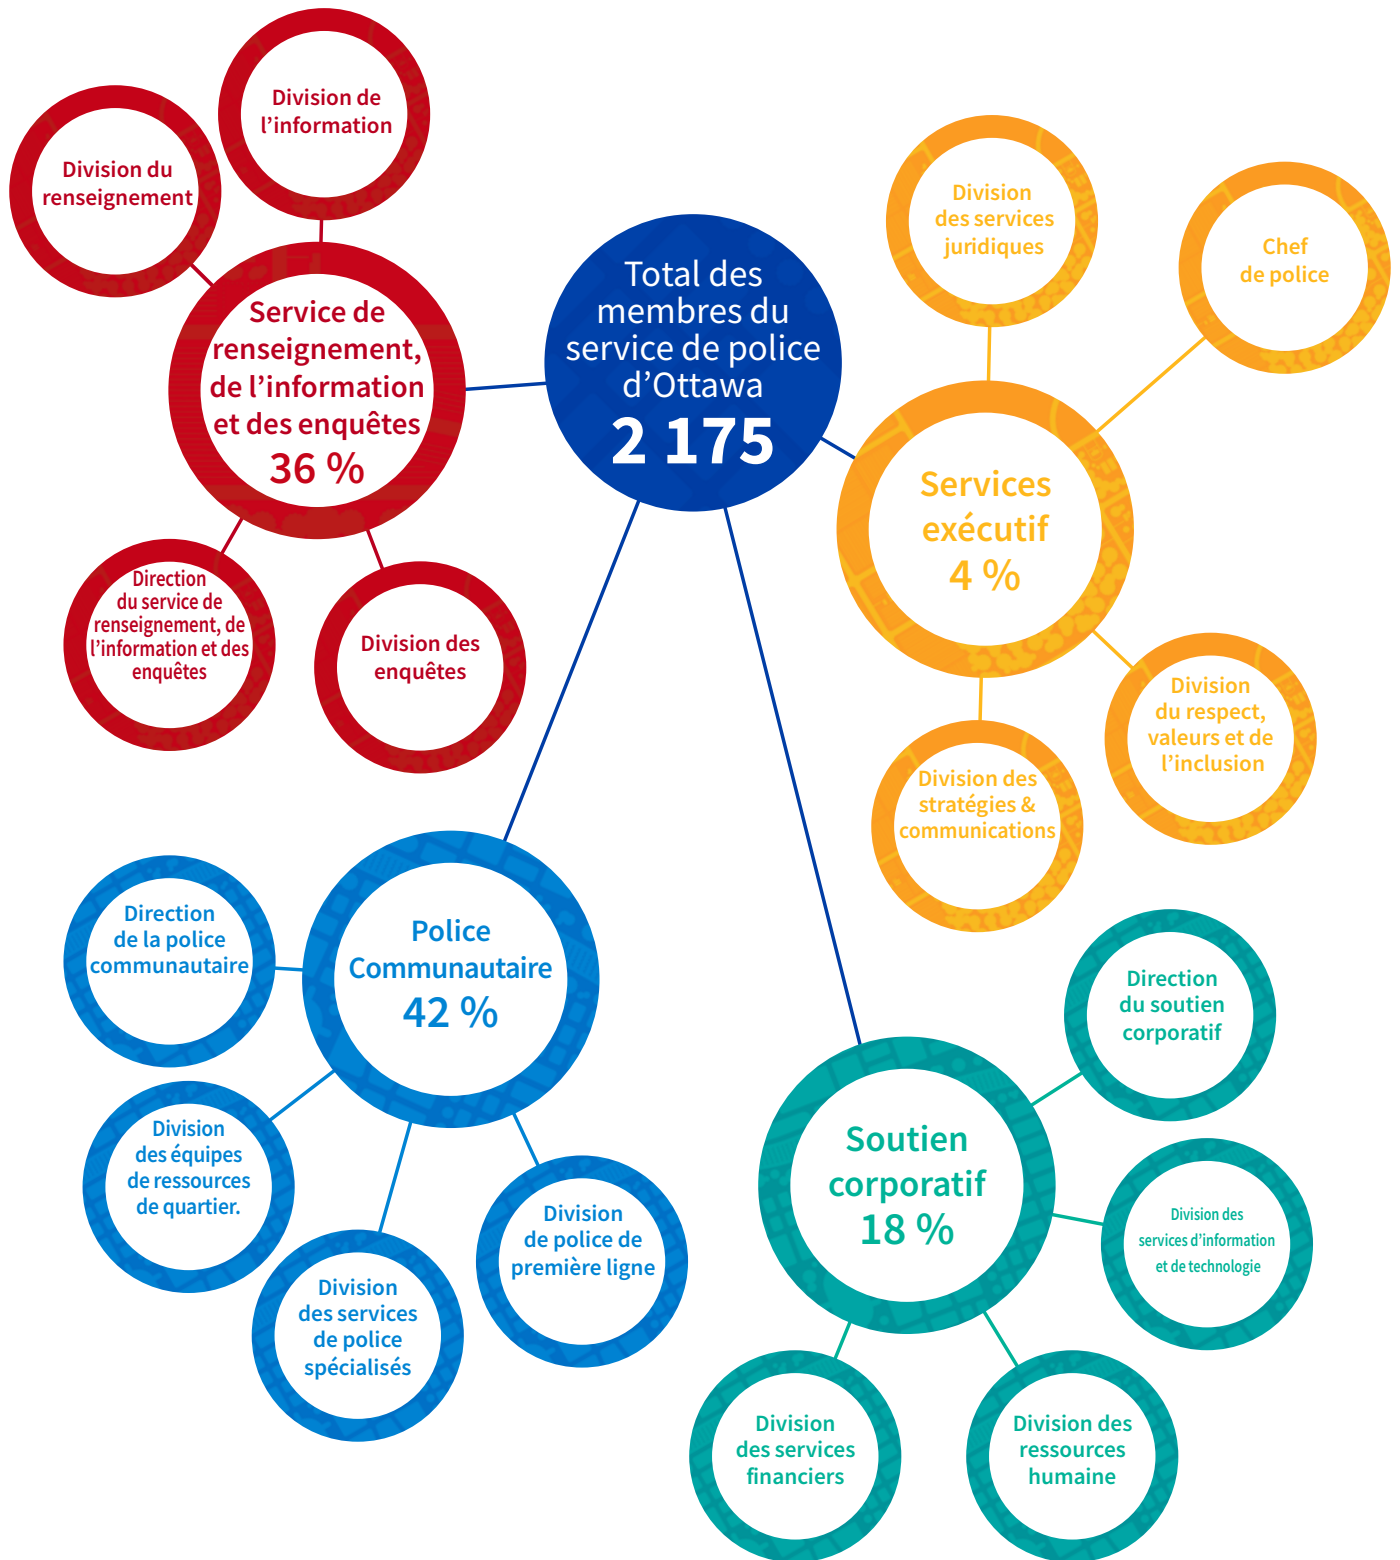 Division de
l’information
Division du
renseignement
Service de
renseignement,
de l’information
et des enquêtes
36 %
Direction
du service de
renseignement, de
l’information et des
enquêtes
Division des
enquêtes
Total des
membres du
service de police
d’Ottawa
2 175
Division
des services
juridiques
Chef
de police
Services
exécutif
4 %
Division
du respect,
valeurs et de
l’inclusion
Division des
stratégies &
communications
Police
Communautaire
42 %
Direction
de la police
communautaire
Division
des équipes
de ressources
de quartier.
Division
des services
de police
spécialisés
Division
de police de
première ligne
Soutien
corporatif
18 %
Direction
du soutien
corporatif
Division des
services d’information
et de technologie
Division
des services
financiers
Division des
ressources
humaine